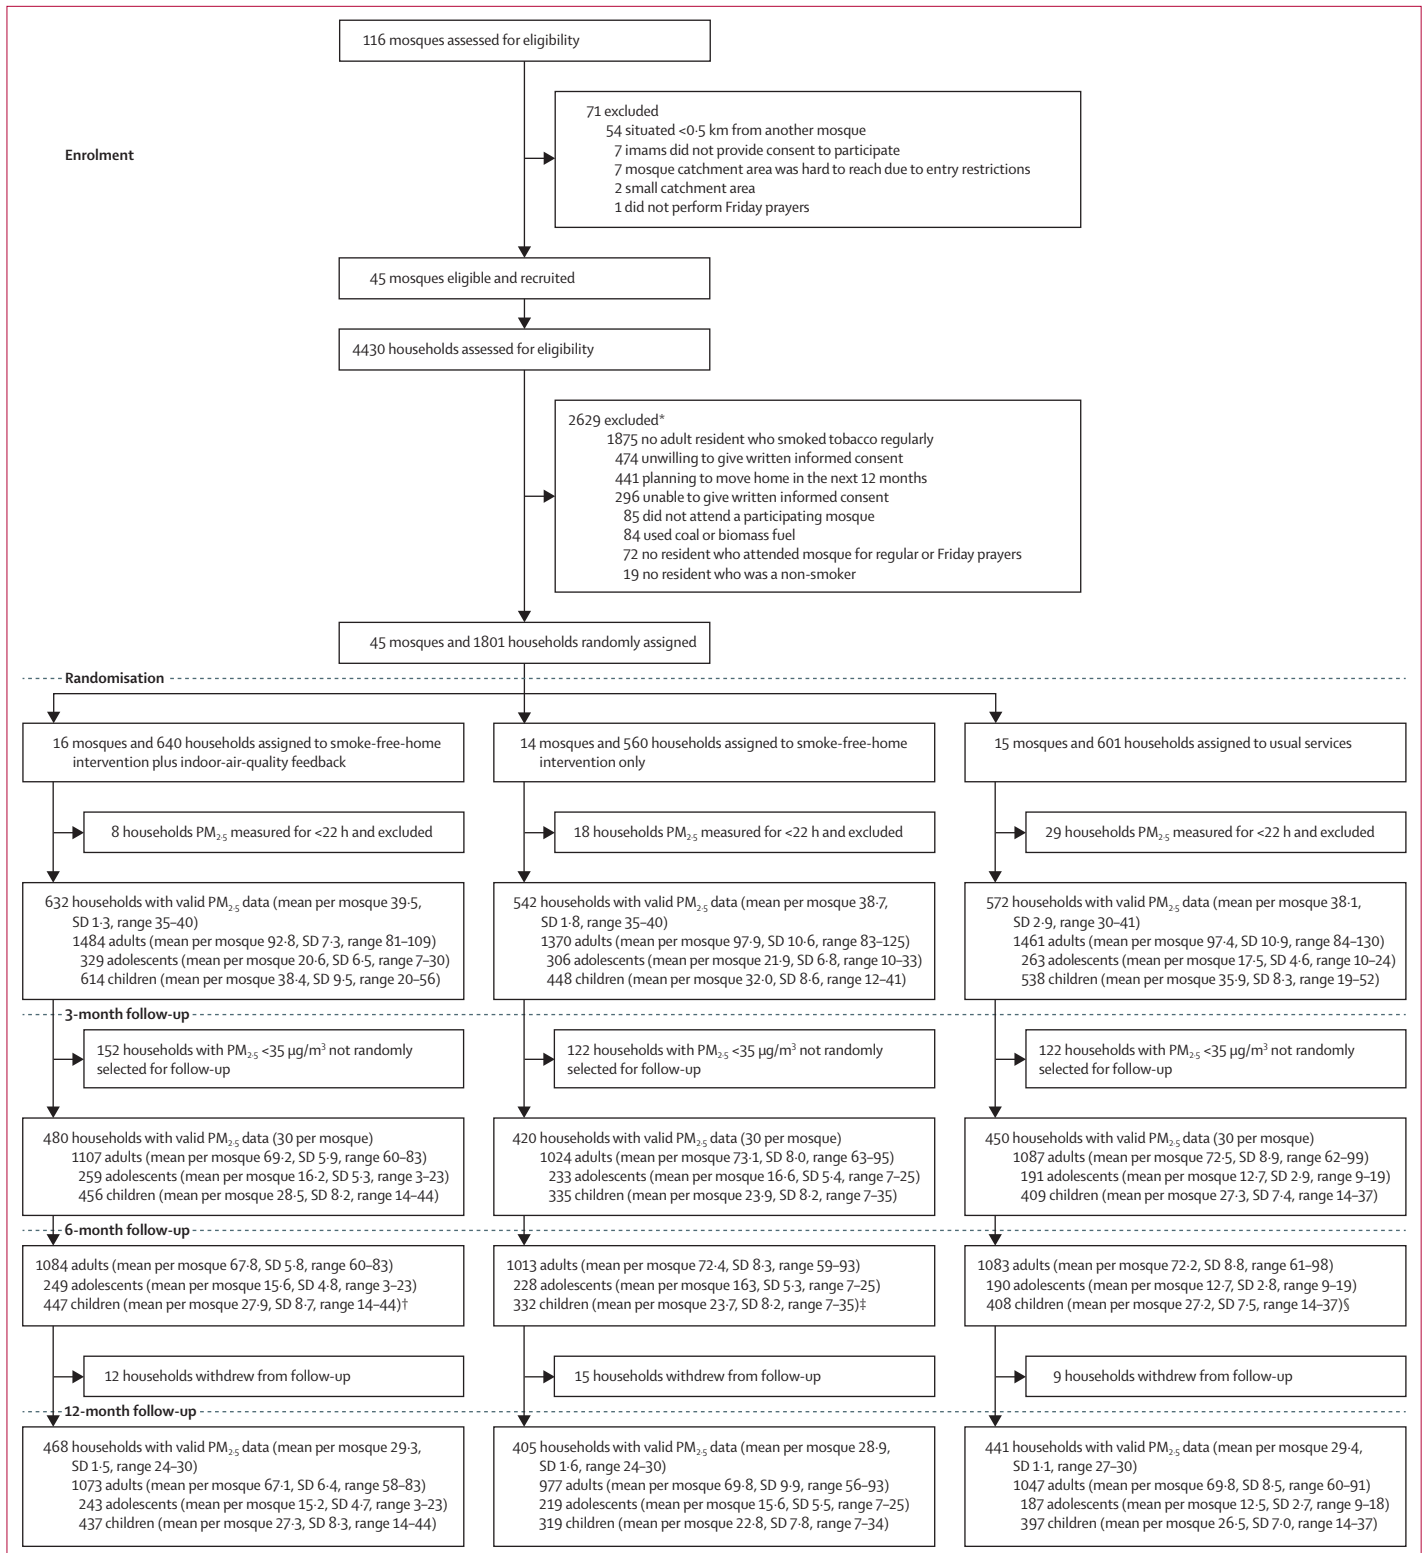 116 mosques assessed for eligibility
71 excluded
54 situated <0·5 km from another mosque
7 imams did not provide consent to participate
7 mosque catchment area was hard to reach due to entry restrictions
2 small catchment area
1 did not perform Friday prayers
Enrolment
45 mosques eligible and recruited
4430 households assessed for eligibility
2629 excluded*
1875 no adult resident who smoked tobacco regularly
474 unwilling to give written informed consent
441 planning to move home in the next 12 months
296 unable to give written informed consent
85 did not attend a participating mosque
84 used coal or biomass fuel
72 no resident who attended mosque for regular or Friday prayers
19 no resident who was a non-smoker
45 mosques and 1801 households randomly assigned
Randomisation
16 mosques and 640 households assigned to smoke-free-home
intervention plus indoor-air-quality feedback
14 mosques and 560 households assigned to smoke-free-home
intervention only
15 mosques and 601 households assigned to usual services
8 households PM2·5 measured for <22 h and excluded
18 households PM2·5 measured for <22 h and excluded
29 households PM2·5 measured for <22 h and excluded
632 households with valid PM2·5 data (mean per mosque 39·5,
SD 1·3, range 35–40)
1484 adults (mean per mosque 92·8, SD 7·3, range 81–109)
329 adolescents (mean per mosque 20·6, SD 6·5, range 7–30)
614 children (mean per mosque 38·4, SD 9·5, range 20–56)
542 households with valid PM2·5 data (mean per mosque 38·7,
SD 1·8, range 35–40)
1370 adults (mean per mosque 97·9, SD 10·6, range 83–125)
306 adolescents (mean per mosque 21·9, SD 6·8, range 10–33)
448 children (mean per mosque 32·0, SD 8·6, range 12–41)
572 households with valid PM2·5 data (mean per mosque 38·1,
SD 2·9, range 30–41)
1461 adults (mean per mosque 97·4, SD 10·9, range 84–130)
263 adolescents (mean per mosque 17·5, SD 4·6, range 10–24)
538 children (mean per mosque 35·9, SD 8·3, range 19–52)
3-month follow-up
152 households with PM2·5 <35 µg/m³ not randomly
selected for follow-up
122 households with PM2·5 <35 µg/m³ not randomly
selected for follow-up
122 households with PM2·5 <35 µg/m³ not randomly
selected for follow-up
480 households with valid PM2·5 data (30 per mosque)
1107 adults (mean per mosque 69·2, SD 5·9, range 60–83)
259 adolescents (mean per mosque 16·2, SD 5·3, range 3–23)
456 children (mean per mosque 28·5, SD 8·2, range 14–44)
420 households with valid PM2·5 data (30 per mosque)
1024 adults (mean per mosque 73·1, SD 8·0, range 63–95)
233 adolescents (mean per mosque 16·6, SD 5·4, range 7–25)
335 children (mean per mosque 23·9, SD 8·2, range 7–35)
450 households with valid PM2·5 data (30 per mosque)
1087 adults (mean per mosque 72·5, SD 8·9, range 62–99)
191 adolescents (mean per mosque 12·7, SD 2·9, range 9–19)
409 children (mean per mosque 27·3, SD 7·4, range 14–37)
6-month follow-up
1084 adults (mean per mosque 67·8, SD 5·8, range 60–83)
249 adolescents (mean per mosque 15·6, SD 4·8, range 3–23)
447 children (mean per mosque 27·9, SD 8·7, range 14–44)†
1013 adults (mean per mosque 72·4, SD 8·3, range 59–93)
228 adolescents (mean per mosque 163, SD 5·3, range 7–25)
332 children (mean per mosque 23·7, SD 8·2, range 7–35)‡
1083 adults (mean per mosque 72·2, SD 8·8, range 61–98)
190 adolescents (mean per mosque 12·7, SD 2·8, range 9–19)
408 children (mean per mosque 27·2, SD 7·5, range 14–37)§
12 households withdrew from follow-up
15 households withdrew from follow-up
9 households withdrew from follow-up
12-month follow-up
468 households with valid PM2·5 data (mean per mosque 29·3,
SD 1·5, range 24–30)
1073 adults (mean per mosque 67·1, SD 6·4, range 58–83)
243 adolescents (mean per mosque 15·2, SD 4·7, range 3–23)
437 children (mean per mosque 27·3, SD 8·3, range 14–44)
405 households with valid PM2·5 data (mean per mosque 28·9,
SD 1·6, range 24–30)
977 adults (mean per mosque 69·8, SD 9·9, range 56–93)
219 adolescents (mean per mosque 15·6, SD 5·5, range 7–25)
319 children (mean per mosque 22·8, SD 7·8, range 7–34)
441 households with valid PM2·5 data (mean per mosque 29·4,
SD 1·1, range 27–30)
1047 adults (mean per mosque 69·8, SD 8·5, range 60–91)
187 adolescents (mean per mosque 12·5, SD 2·7, range 9–18)
397 children (mean per mosque 26·5, SD 7·0, range 14–37)